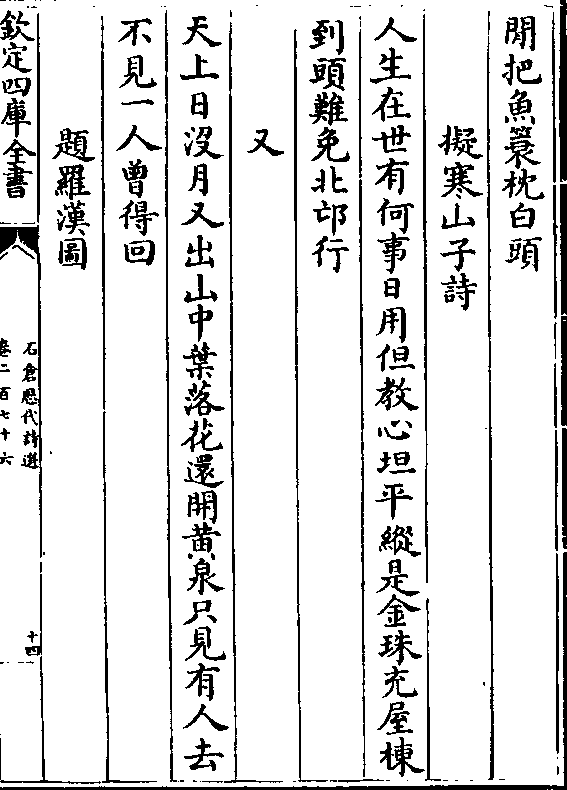 閒把魚簔枕白頭
擬寒山子詩
人生在世有何事日用但教心坦平縱是金珠充屋棟
到頭難免北邙行
又
天上日沒月又出山中葉落花還開黄泉只見有人去
不見一人曾得回
題羅漢圖
欽定四庫全書
石倉歷代詩選
卷二百七十六
十四